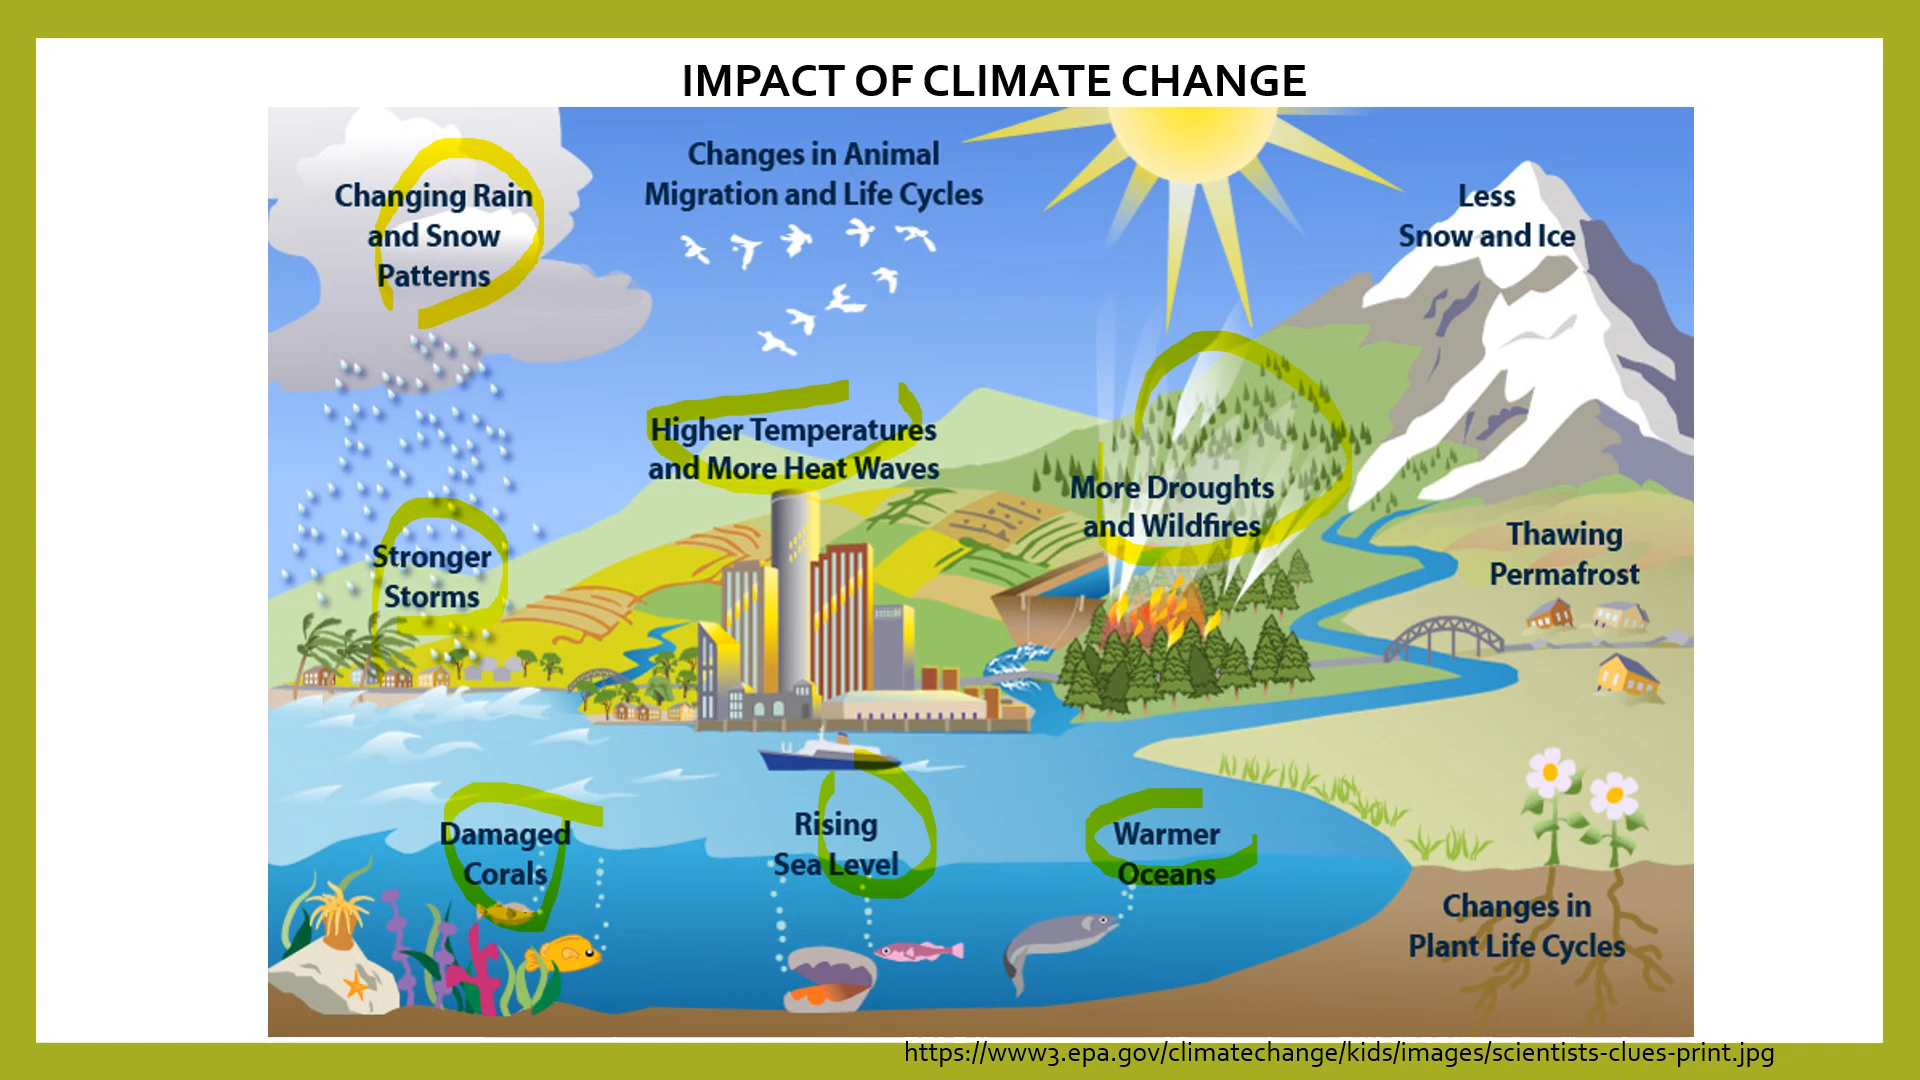 IMPACT OF CLIMATE CHANGE
Changing Rain
and Snow
Patterns
Changes in Animal
Migration and Life Cycles
Less
Snow and Ice
Higher Temperatures
and More Heat Waves
More Droughts
and Wildfires
Stronger
Storms
Thawing
Permafrost
Damaged
Corals
Rising
Sea Level
Warmer
Oceans
Changes in
Plant Life Cycles
https://www3.epa.gov/climatechange/kids/images/scientists-clues-print.jpg